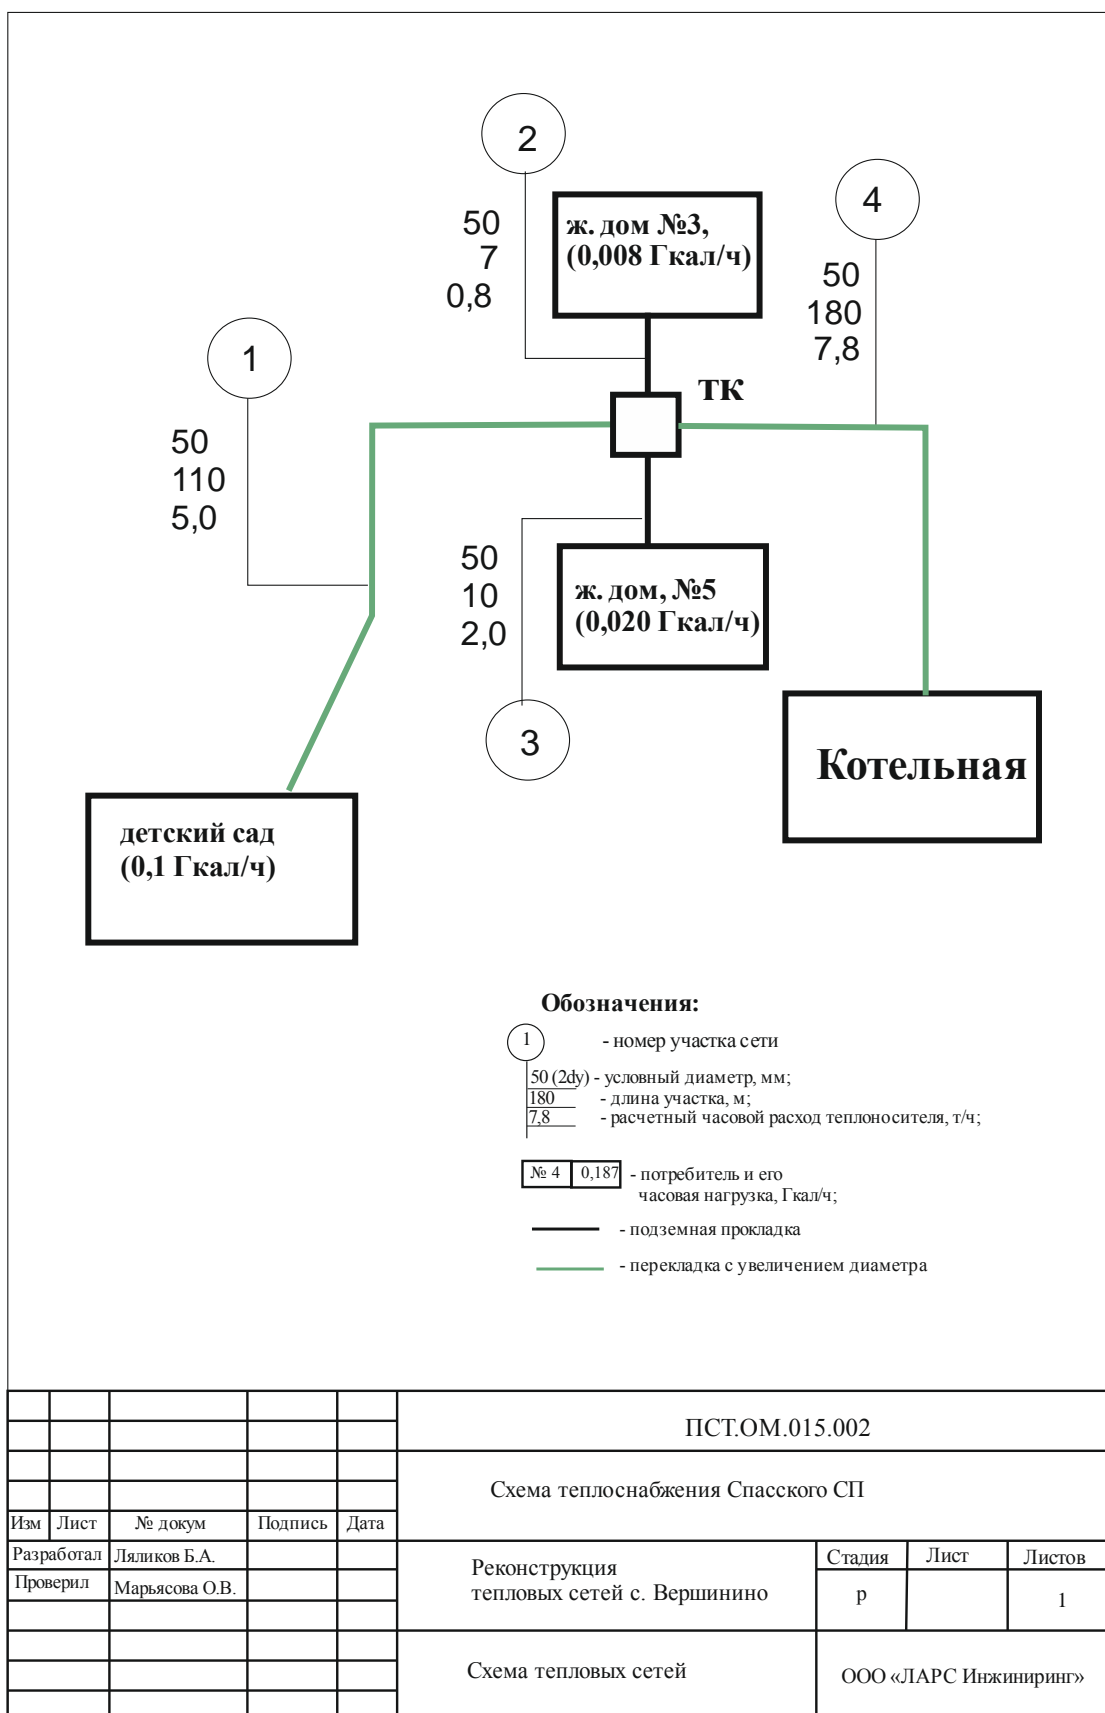 2
50
7
0,8
ж. дом №3,
(0,008 Гкал/ч)
4
50
180
7,8
1
50
110
5,0
тк
50
10
2,0
ж. дом, №5
(0,020 Гкал/ч)
3
Котельная
детский сад
(0,1 Гкал/ч)
Обозначения:
1 - номер участка сети
50 (2dy) - условный диаметр, мм;
180 - длина участка, м;
7,8 - расчетный часовой расход теплоносителя, т/ч;
№ 4 0,187 - потребитель и его
часовая нагрузка, Гкал/ч;
- подземная прокладка
- перекладка с увеличением диаметра
ПСТ.ОМ.015.002
Схема теплоснабжения Спасского СП
Изм Лист № докум Подпись Дата
Разработал Ляликов Б.А.
Проверил Марьясова О.В.
Реконструкция
тепловых сетей с. Вершинино
Стадия Лист Листов
р 1
Схема тепловых сетей
ООО «ЛАРС Инжиниринг»